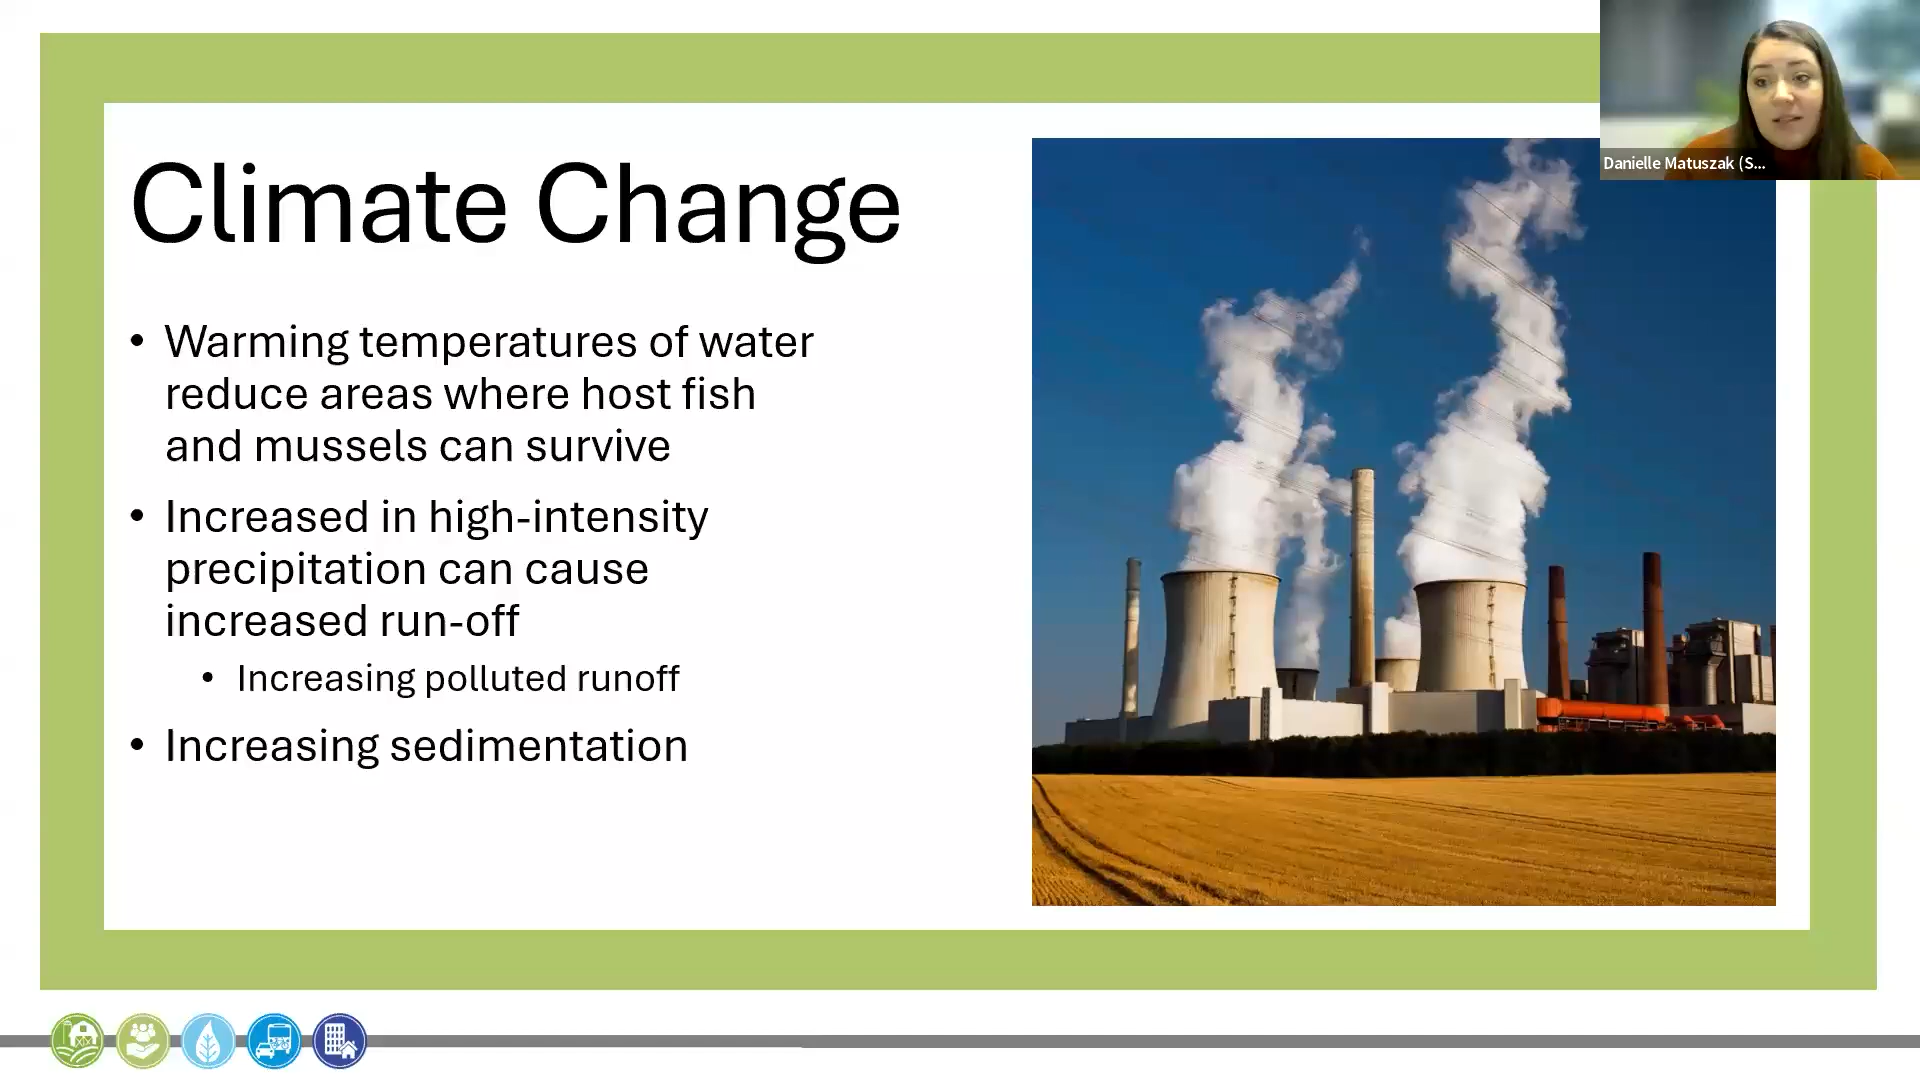 Climate Change
• Warming temperatures of water
reduce areas where host fish
and mussels can survive
• Increased in high-intensity
precipitation can cause
increased run-off
• Increasing polluted runoff
• Increasing sedimentation
Danielle Matuszak (S...